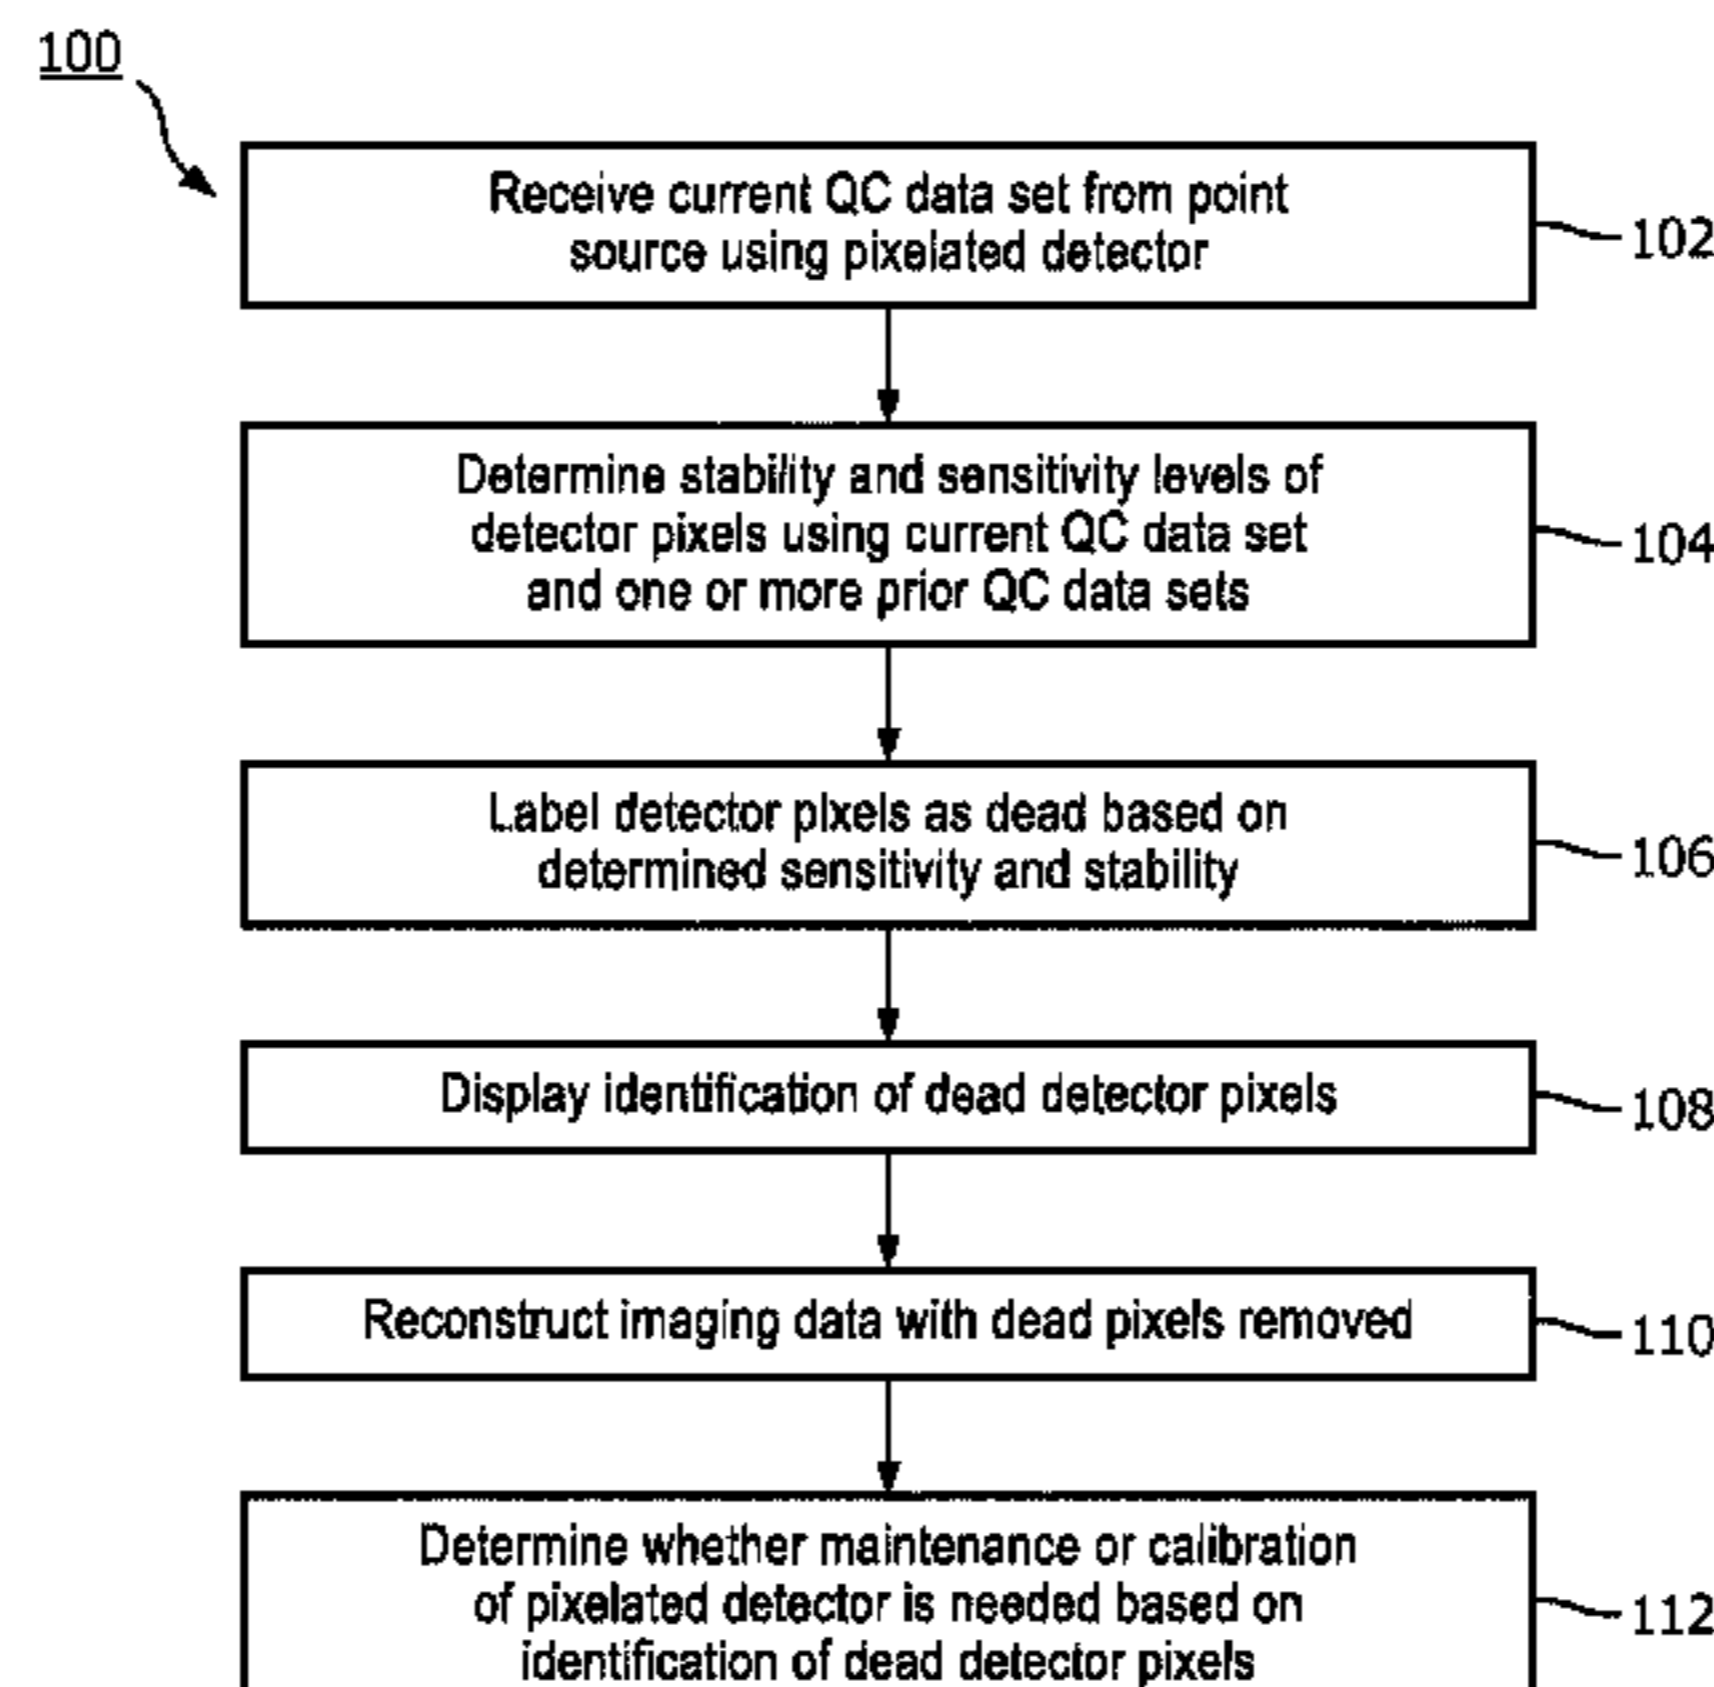 100
Receive current QC data set from point
source using pixelated detector
102
Determine stability and sensitivity levels of
detector pixels using current QC data set
and one or more prior QC data sets
104
Label detector pixels as dead based on
determined sensitivity and stability
106
Display identification of dead detector pixels
108
Reconstruct imaging data with dead pixels removed
110
Determine whether maintenance or calibration
of pixelated detector is needed based on
identification of dead detector pixels
112